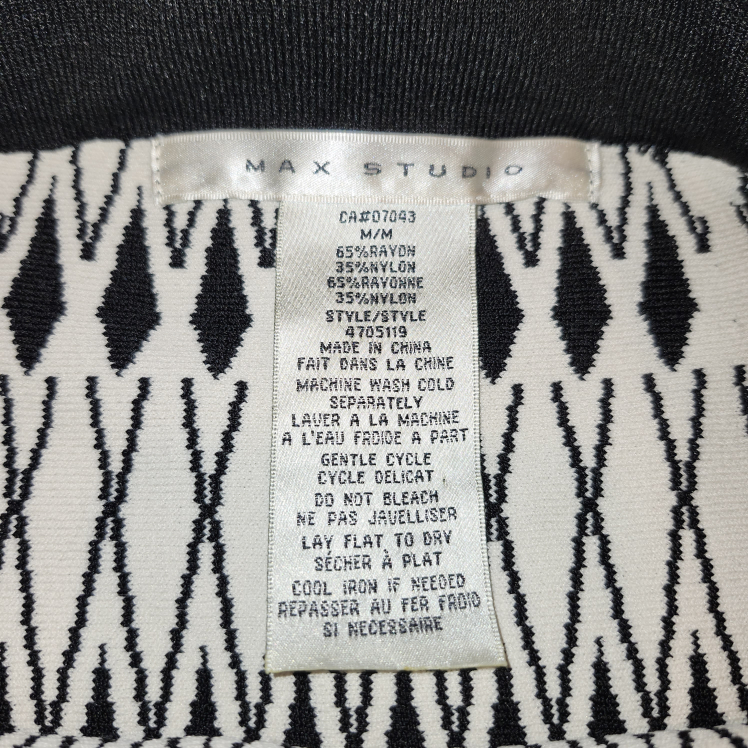 MAX STUDIO
CA#07043
M/M
65%RAYON
35%NYLON
65%RAYONNE
35%NYLON
STYLE/STYLE
4705119
MADE IN CHINA
FAIT DANS LA CHINE
MACHINE WASH COLD
SEPARATELY
LAVER A LA MACHINE
A L'EAU FROIDE A PART
GENTLE CYCLE
CYCLE DELICAT
DO NOT BLEACH
NE PAS JAVELLISER
LAY FLAT TO DRY
SÉCHER À PLAT
COOL IRON IF NEEDED
REPASSER AU FER FROID
SI NECESSAIRE